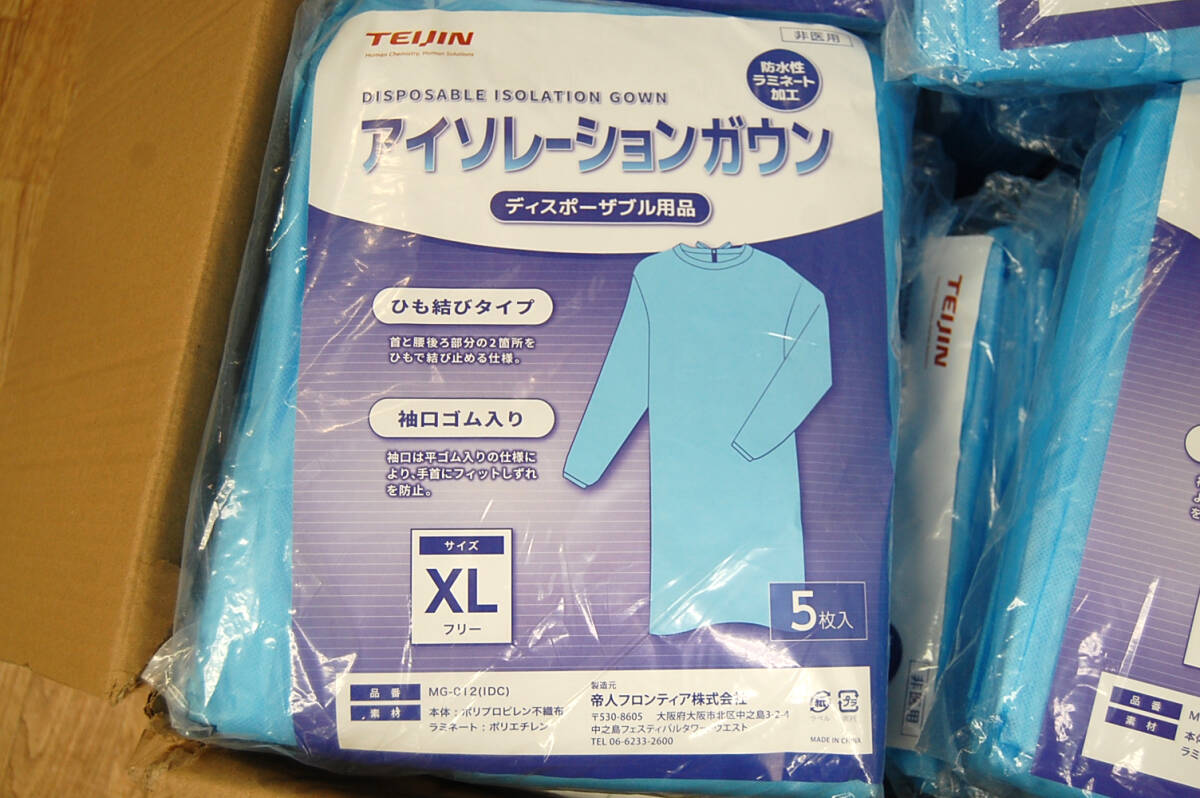 TEIJIN
Human Chemistry, Human Solutions
非医用
防水性
ラミネート
加工
DISPOSABLE ISOLATION GOWN
アイソレーションガウン
ディスポーザブル用品
ひも結びタイプ
首と腰後ろ部分の2箇所を
ひもで結び止める仕様。
袖口ゴム入り
袖口は平ゴム入りの仕様に
より、手首にフィットしずれ
を防止。
サイズ
XL
フリー
5枚入
品番
MG-C12(IDC)
素材
本体：ポリプロピレン不織布
ラミネート：ポリエチレン
製造元
帝人フロンティア株式会社
〒530-8605 大阪府大阪市北区中之島3-2-4
中之島フェスティバルタワー・ウエスト
TEL 06-6233-2600
紙
ラベル
プラ
MADE IN CHINA
TEIJIN
非医用
品番
素材